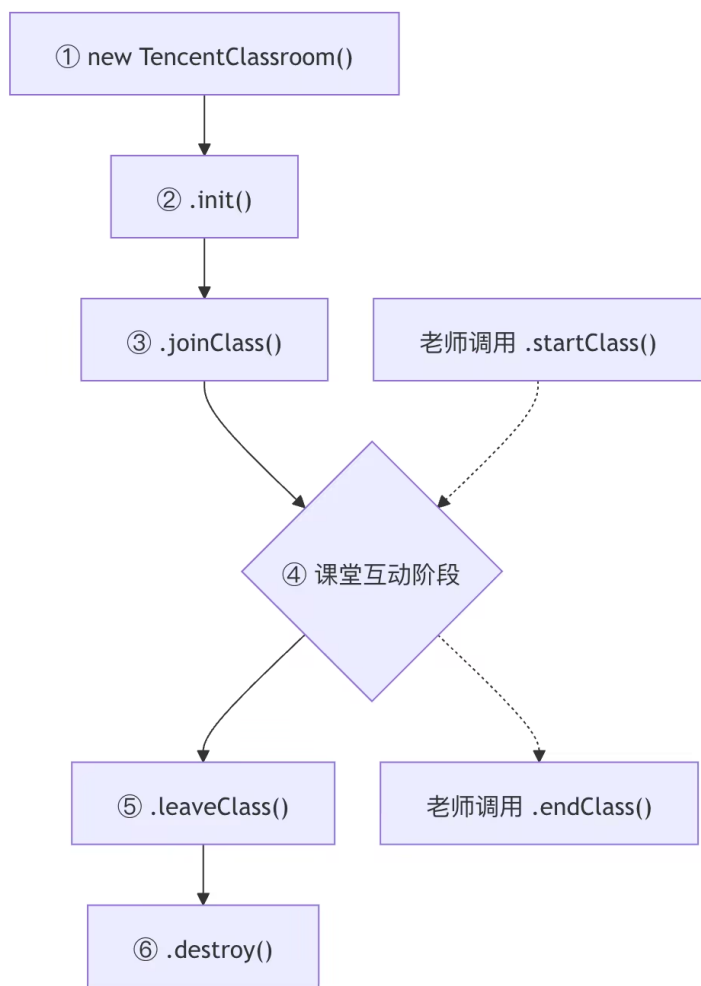 ① new TencentClassroom()
② .init()
③ .joinClass()
老师调用 .startClass()
④ 课堂互动阶段
⑤ .leaveClass()
老师调用 .endClass()
⑥ .destroy()